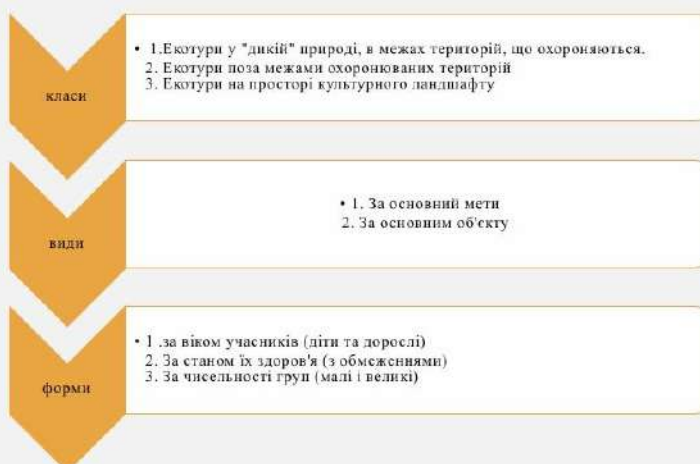 класи
• 1.Екотури у "дикій" природі, в межах територій, що охороняються.
2. Екотури поза межами охоронюваних територій
3. Екотури на просторі культурного ландшафту
види
• 1. За основний мети
2. За основним об'єкту
форми
• 1 .за віком учасників (діти та дорослі)
2. За станом їх здоров'я (з обмеженнями)
3. За чисельності груп (малі і великі)